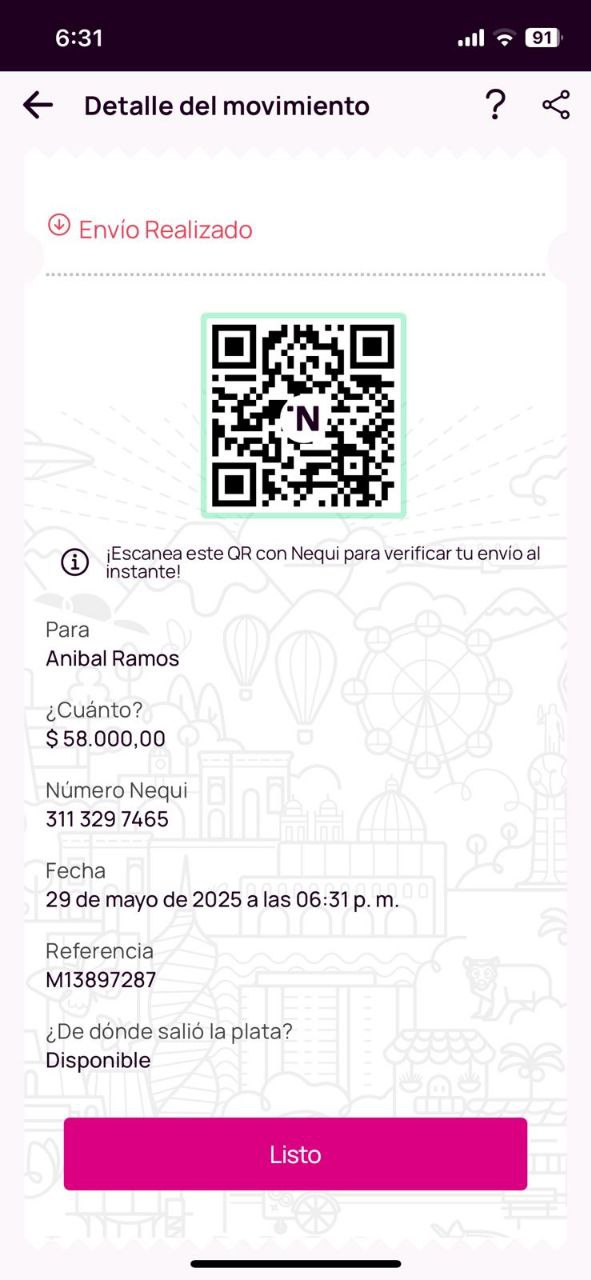 6:31
91
Detalle del movimiento
?
Envío Realizado
N
¡Escanea este QR con Nequi para verificar tu envío al
instante!
Para
Anibal Ramos
¿Cuánto?
$ 58.000,00
Número Nequi
311 329 7465
Fecha
29 de mayo de 2025 a las 06:31 p. m.
Referencia
M13897287
¿De dónde salió la plata?
Disponible
Listo